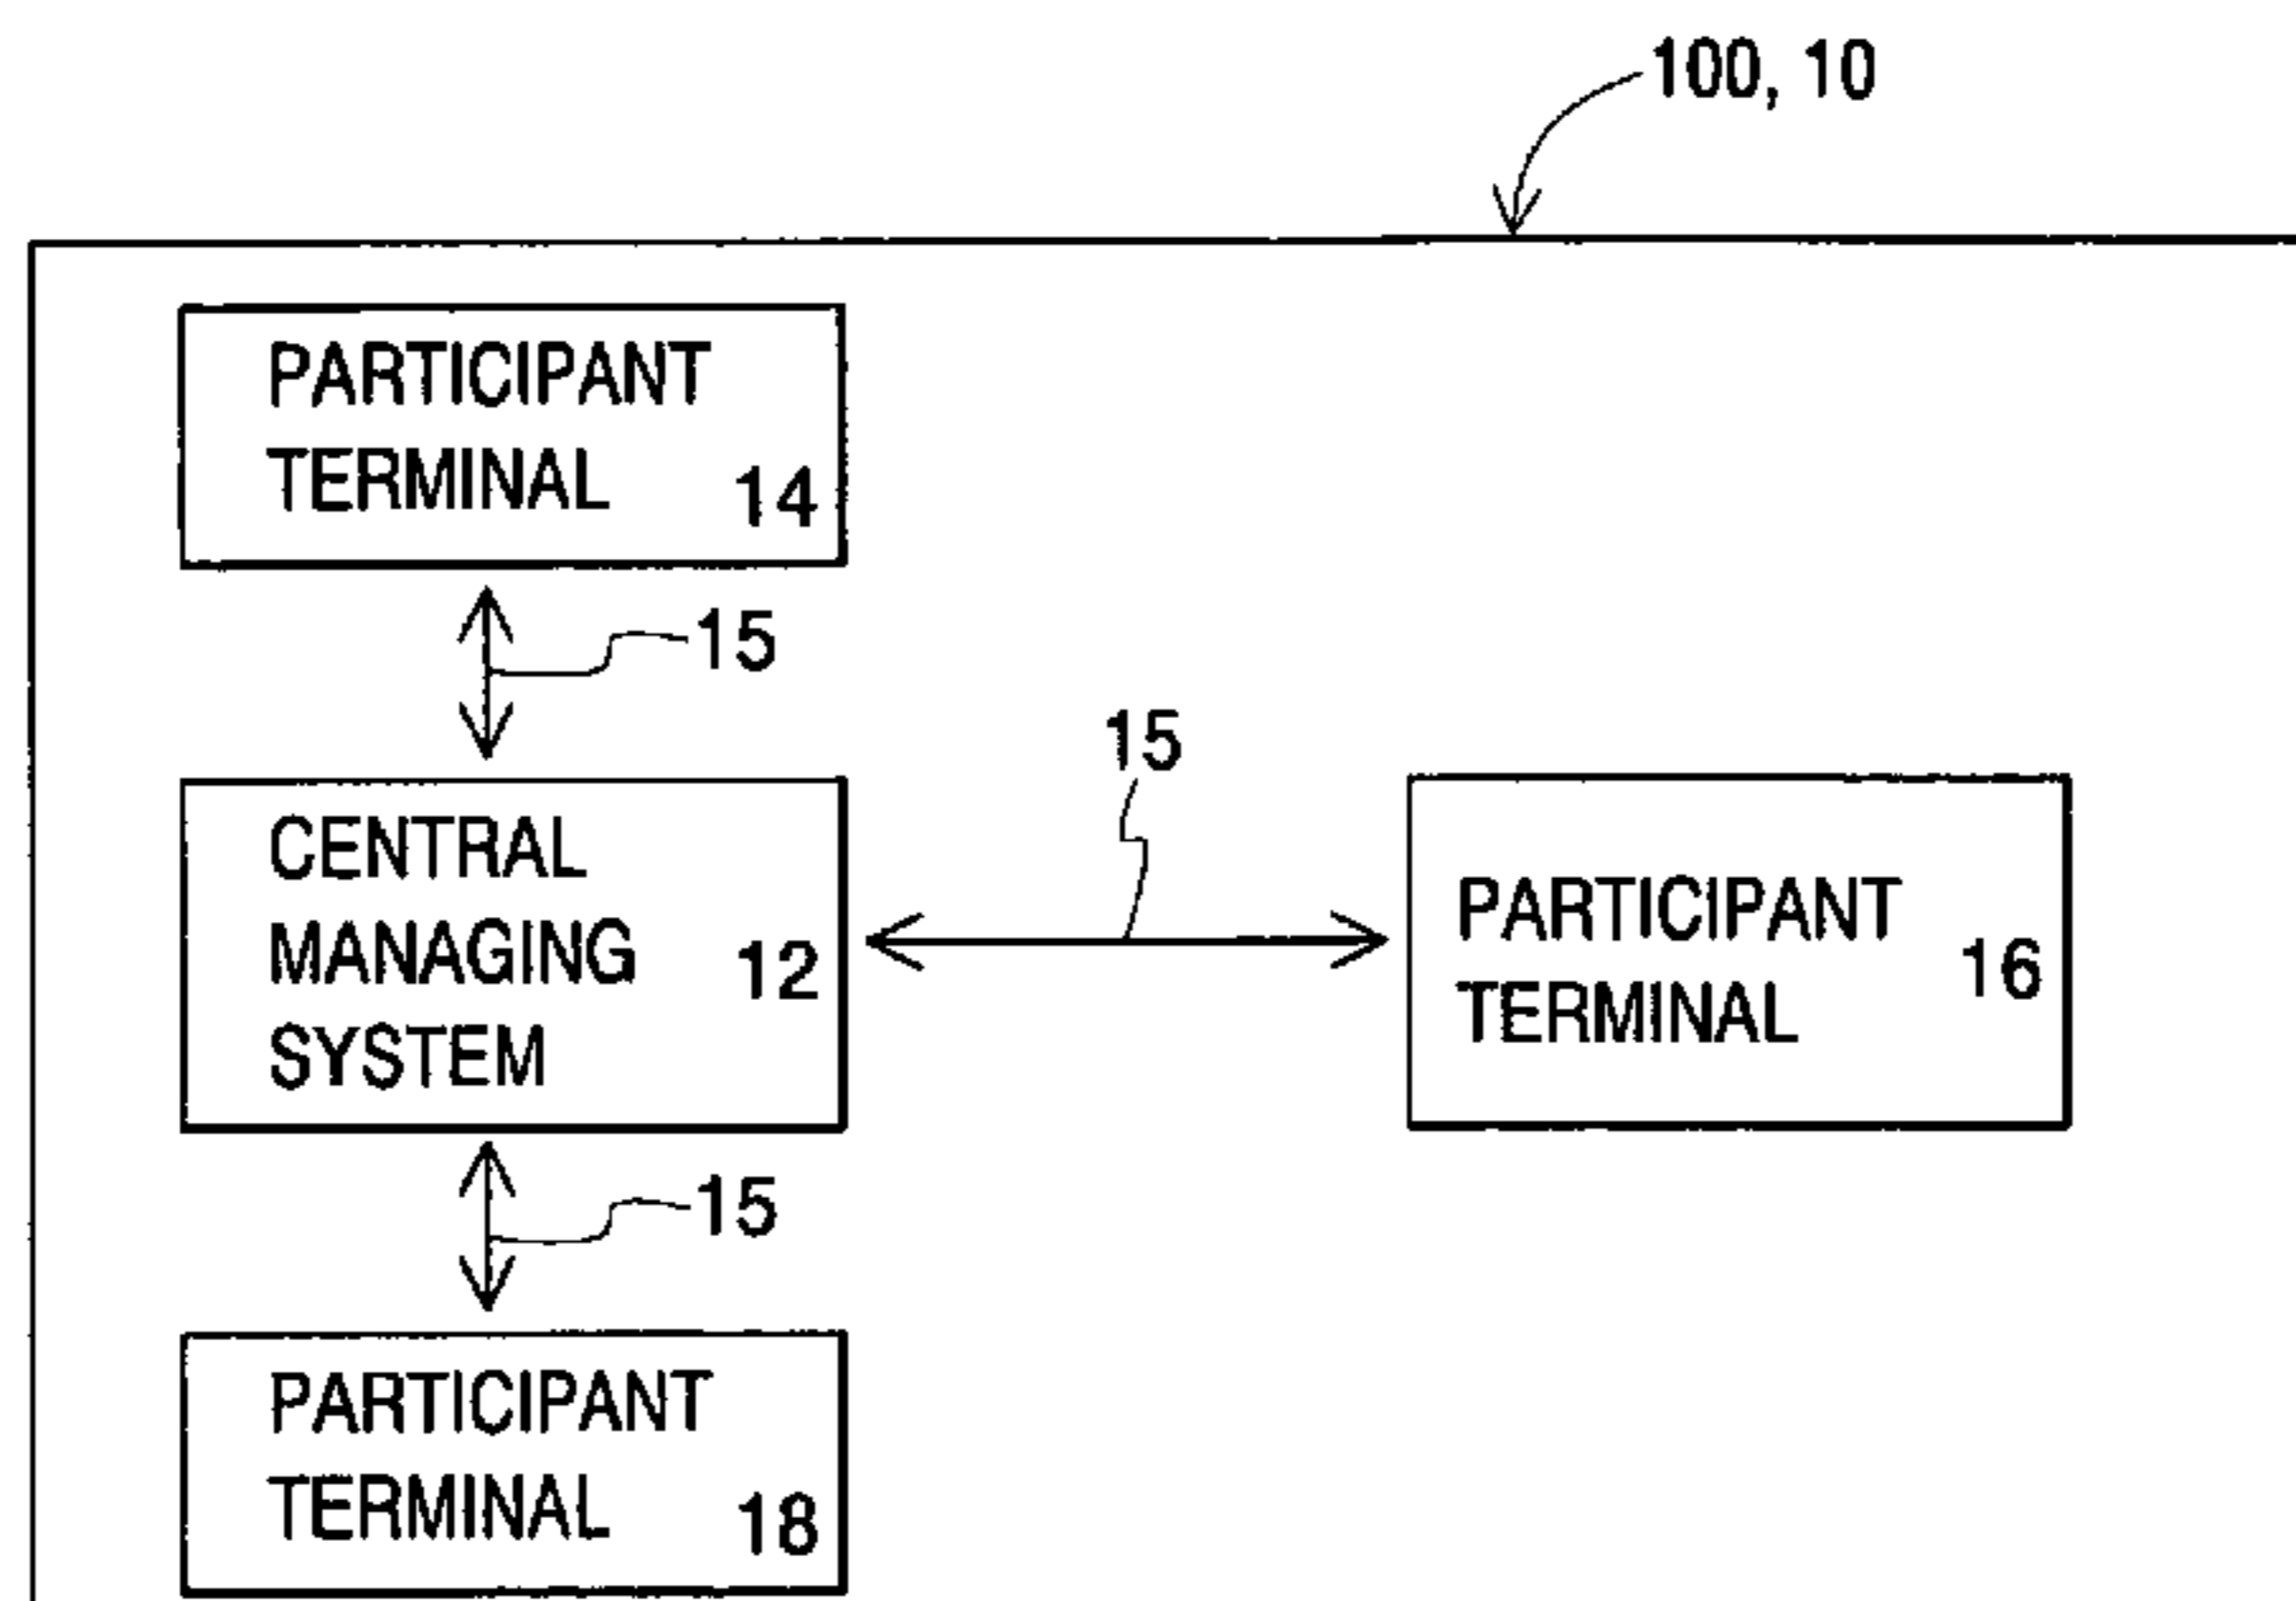 100, 10
PARTICIPANT
TERMINAL 14
15
15
CENTRAL
MANAGING 12
SYSTEM
PARTICIPANT
TERMINAL 16
15
PARTICIPANT
TERMINAL 18